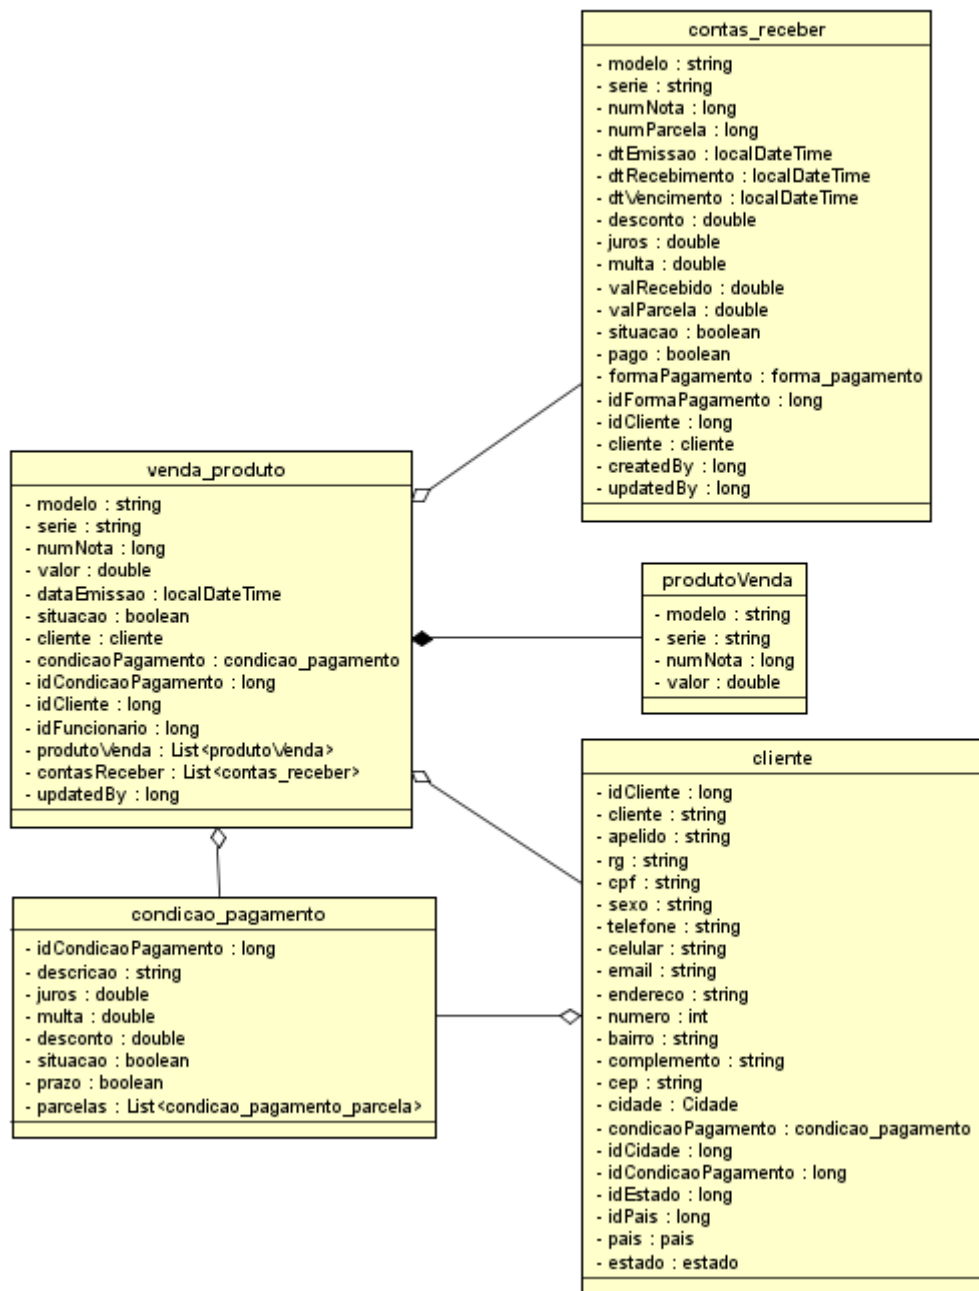 contas_receber
- modelo : string
- serie : string
- numNota : long
- numParcela : long
- dtEmissao : localDateTime
- dtRecebimento : localDateTime
- dtVencimento : localDateTime
- desconto : double
- juros : double
- multa : double
- valRecebido : double
- valParcela : double
- situacao : boolean
- pago : boolean
- formaPagamento : forma_pagamento
- idFormaPagamento : long
- idCliente : long
- cliente : cliente
- createdBy : long
- updatedBy : long
venda_produto
- modelo : string
- serie : string
- numNota : long
- valor : double
- dataEmissao : localDateTime
- situacao : boolean
- cliente : cliente
- condicaoPagamento : condicao_pagamento
- idCondicaoPagamento : long
- idCliente : long
- idFuncionario : long
- produtoVenda : List<produtoVenda>
- contasReceber : List<contas_receber>
- updatedBy : long
produtoVenda
- modelo : string
- serie : string
- numNota : long
- valor : double
cliente
- idCliente : long
- cliente : string
- apelido : string
- rg : string
- cpf : string
- sexo : string
- telefone : string
- celular : string
- email : string
- endereco : string
- numero : int
- bairro : string
- complemento : string
- cep : string
- cidade : Cidade
- condicaoPagamento : condicao_pagamento
- idCidade : long
- idCondicaoPagamento : long
- idEstado : long
- idPais : long
- pais : pais
- estado : estado
condicao_pagamento
- idCondicaoPagamento : long
- descricao : string
- juros : double
- multa : double
- desconto : double
- situacao : boolean
- prazo : boolean
- parcelas : List<condicao_pagamento_parcela>